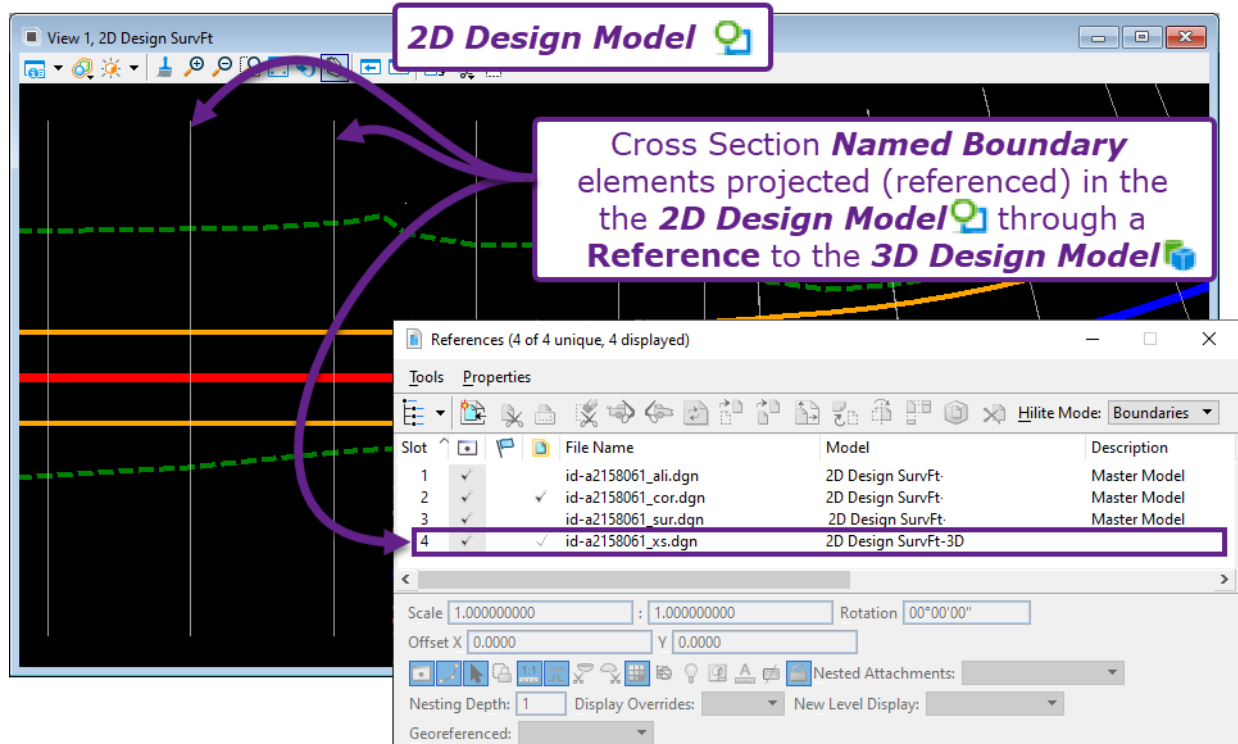 View 1, 2D Design SurvFt
2D Design Model
Cross Section Named Boundary
elements projected (referenced) in the
the 2D Design Model through a
Reference to the 3D Design Model
References (4 of 4 unique, 4 displayed)
Tools Properties
Hilite Mode: Boundaries
Slot File Name Model Description
1 id-a2158061_ali.dgn 2D Design SurvFt- Master Model
2 id-a2158061_cor.dgn 2D Design SurvFt- Master Model
3 id-a2158061_sur.dgn 2D Design SurvFt- Master Model
4 id-a2158061_xs.dgn 2D Design SurvFt-3D
Scale 1.000000000 : 1.000000000 Rotation 00°00'00"
Offset X 0.0000 Y 0.0000
1:1 Nested Attachments:
Nesting Depth: 1 Display Overrides: New Level Display:
Georeferenced: